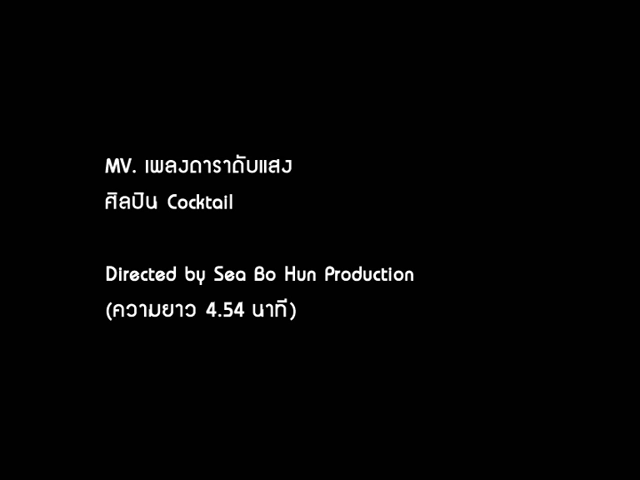 MV. เพลงดาราดับแสง
ศิลปิน Cocktail
Directed by Sea Bo Hun Production
(ความยาว 4.54 นาที)